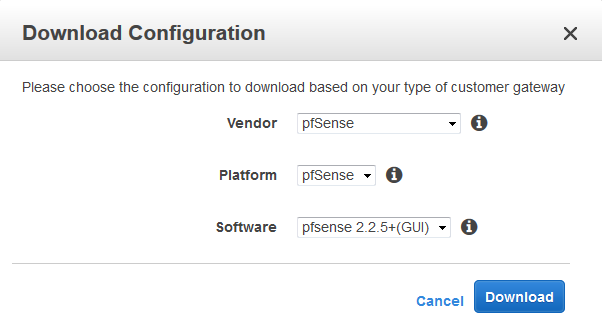 Download Configuration
Please choose the configuration to download based on your type of customer gateway
Vendor pfSense
Platform pfSense
Software pfsense 2.2.5+(GUI)
Cancel Download